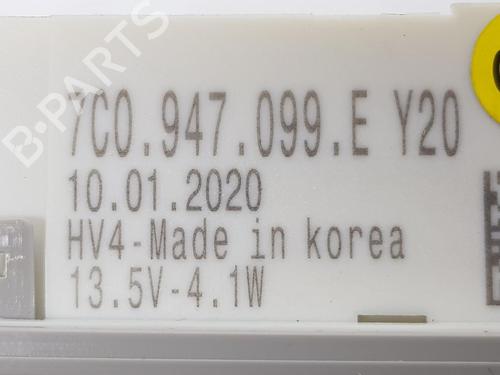 B-PARTS
7C0.947.099.E Y20
10.01.2020
HV4-Made in korea
13.5V-4.1W